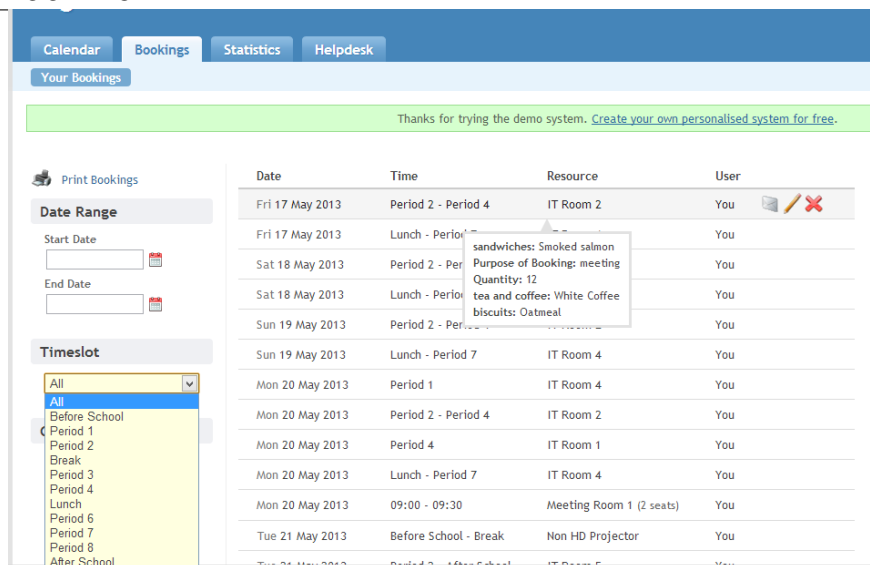 Calendar Bookings Statistics Helpdesk
Your Bookings
Thanks for trying the demo system. Create your own personalised system for free.
Print Bookings
Date Range
Start Date
End Date
Timeslot
All
All
Before School
Period 1
Period 2
Break
Period 3
Period 4
Lunch
Period 6
Period 7
Period 8
After School
Date Time Resource User
Fri 17 May 2013 Period 2 - Period 4 IT Room 2 You
Fri 17 May 2013 Lunch - Period You
Sat 18 May 2013 Period 2 - Per You
Sat 18 May 2013 Lunch - Perio You
Sun 19 May 2013 Period 2 - You
sandwiches: Smoked salmon
Purpose of Booking: meeting
Quantity: 12
tea and coffee: White Coffee
biscuits: Oatmeal
Sun 19 May 2013 Lunch - Period 7 IT Room 4 You
Mon 20 May 2013 Period 1 IT Room 4 You
Mon 20 May 2013 Period 2 - Period 4 IT Room 2 You
Mon 20 May 2013 Period 4 IT Room 1 You
Mon 20 May 2013 Lunch - Period 7 IT Room 4 You
Mon 20 May 2013 09:00 - 09:30 Meeting Room 1 (2 seats) You
Tue 21 May 2013 Before School - Break Non HD Projector You